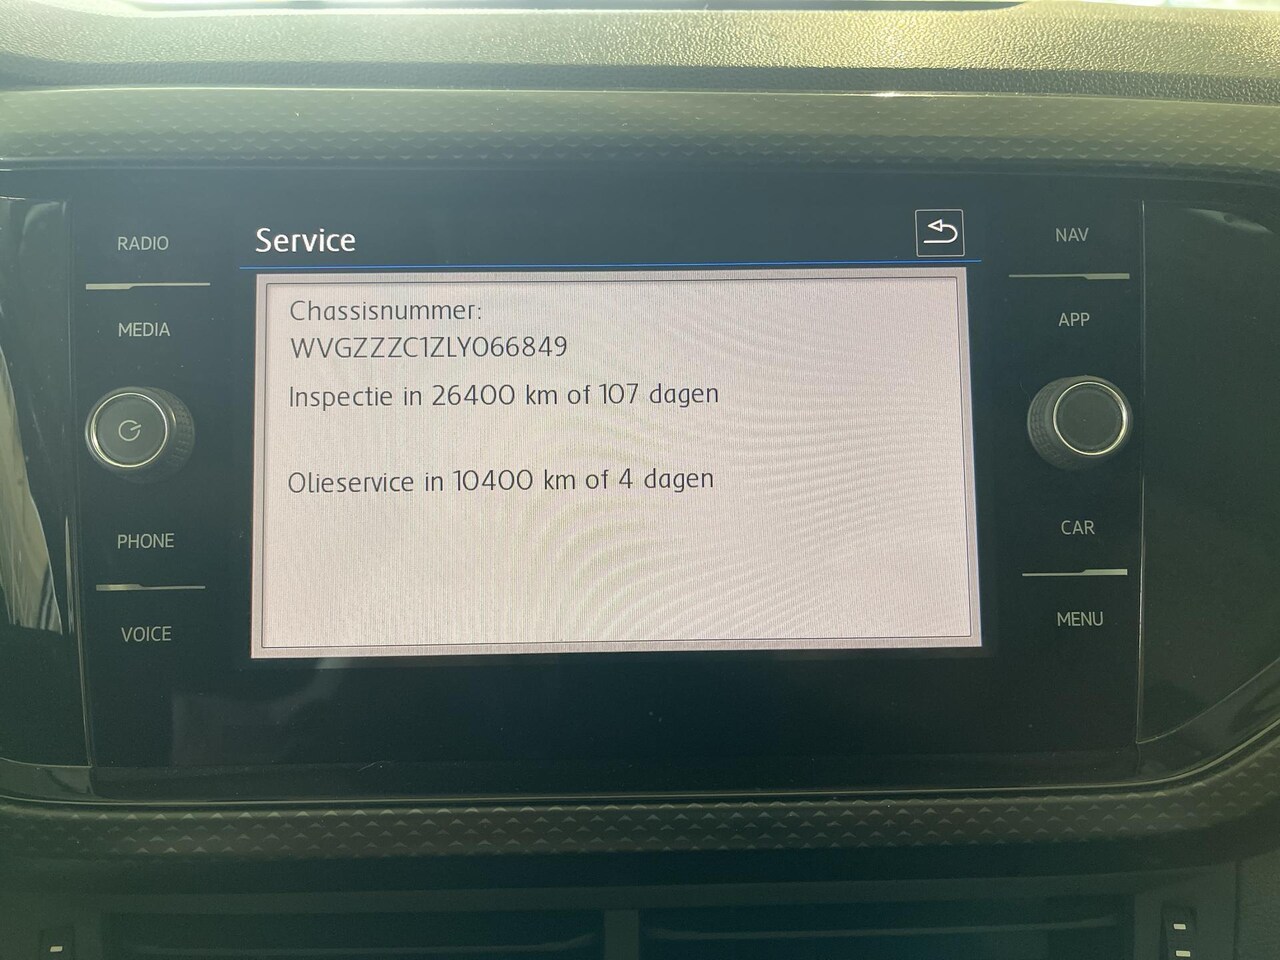 Service
RADIO
MEDIA
PHONE
VOICE
Chassisnummer:
WVGZZZC1ZLY066849
Inspectie in 26400 km of 107 dagen
Olieservice in 10400 km of 4 dagen
NAV
APP
CAR
MENU